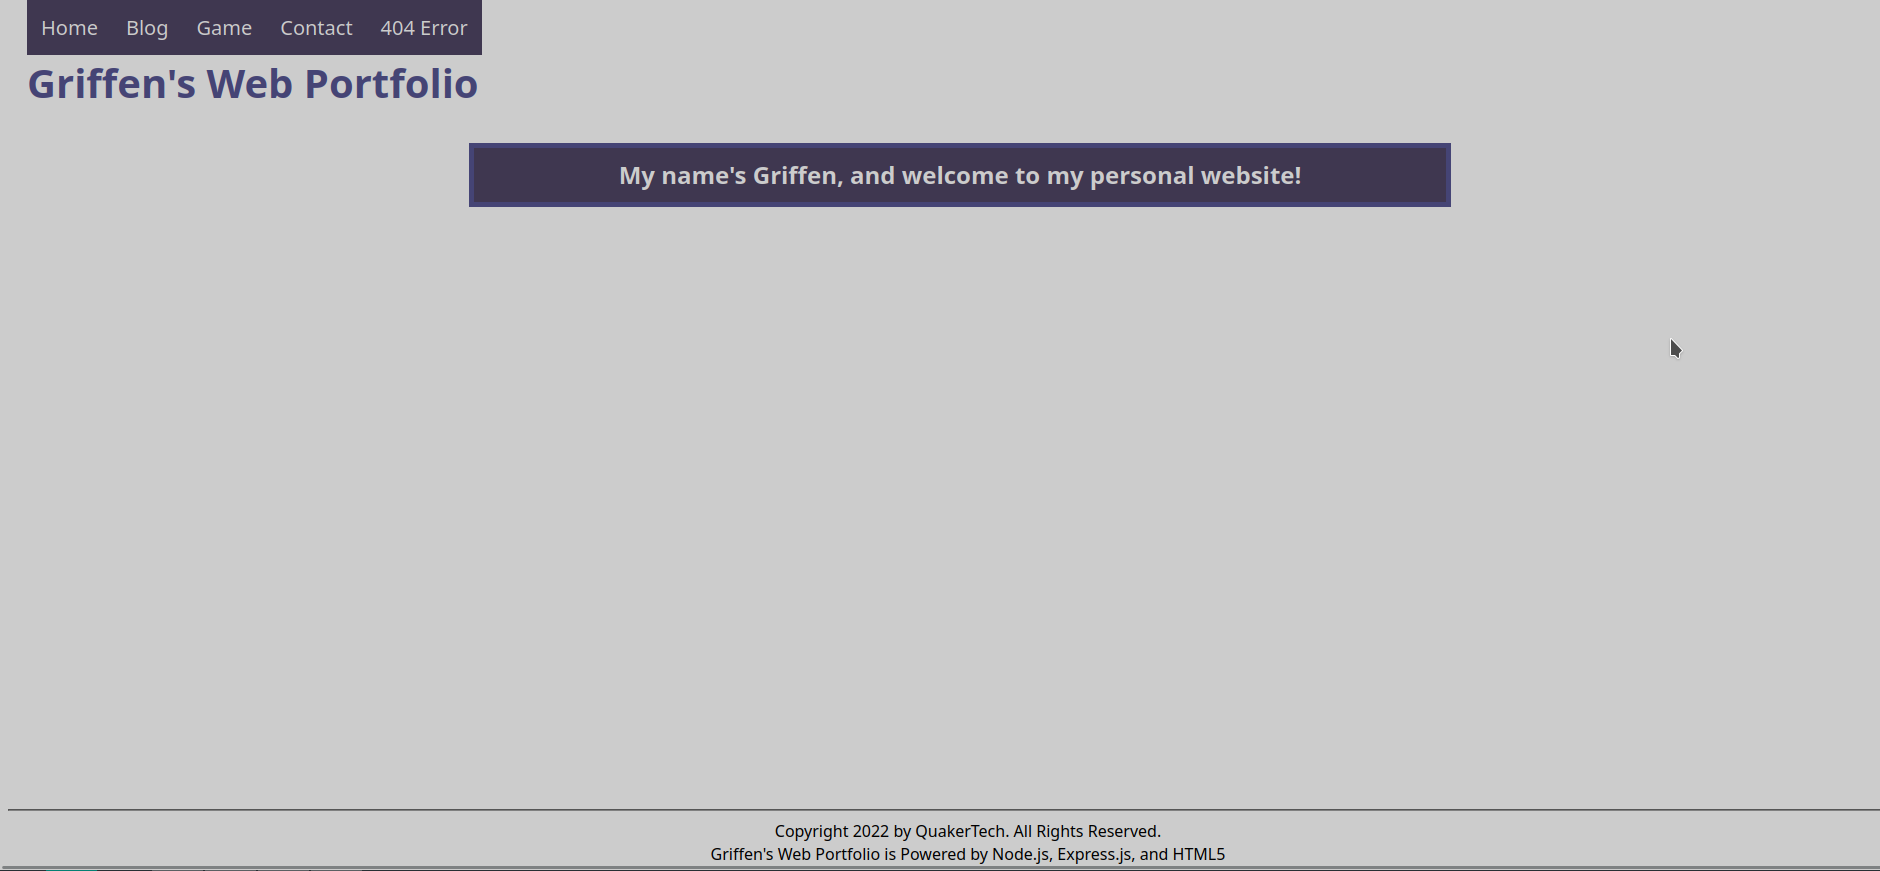 Home Blog Game Contact 404 Error
Griffen's Web Portfolio
My name's Griffen, and welcome to my personal website!
Copyright 2022 by QuakerTech. All Rights Reserved.
Griffen's Web Portfolio is Powered by Node.js, Express.js, and HTML5